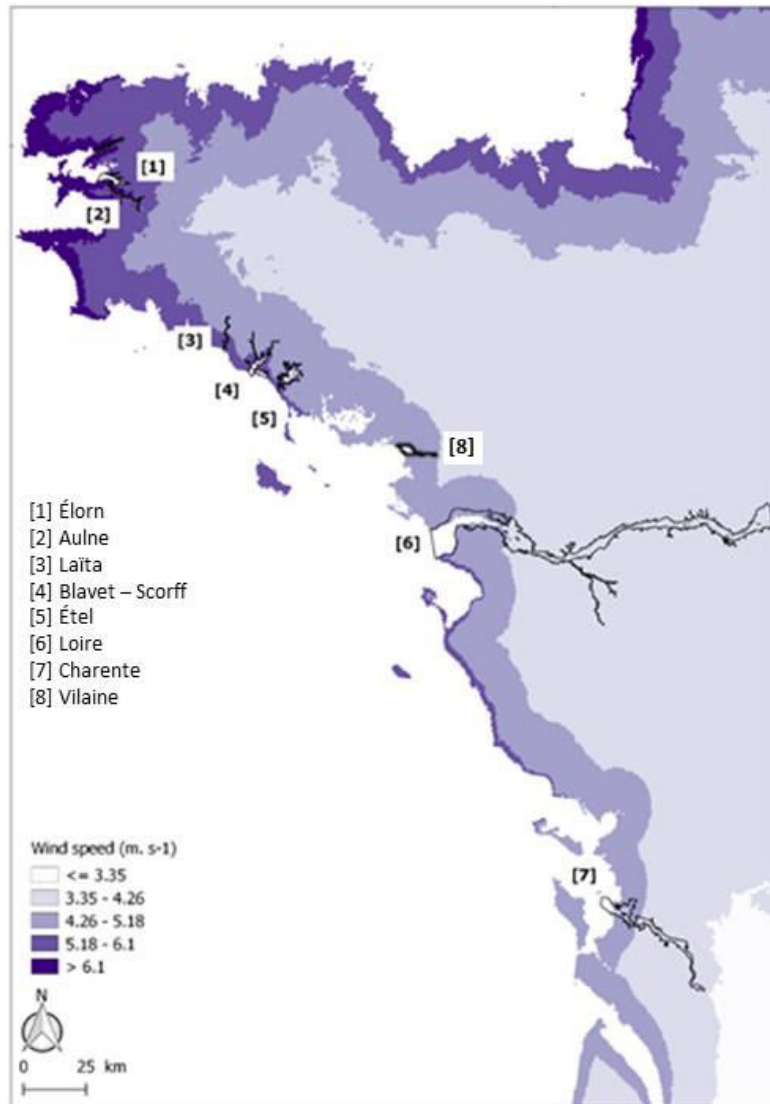 [1]
[2]
[3]
[4]
[5]
[8]
[6]
[1] Élorn
[2] Aulne
[3] Laïta
[4] Blavet – Scorff
[5] Étel
[6] Loire
[7] Charente
[8] Vilaine
[7]
Wind speed (m. s-1)
<= 3.35
3.35 - 4.26
4.26 - 5.18
5.18 - 6.1
> 6.1
N
0 25 km